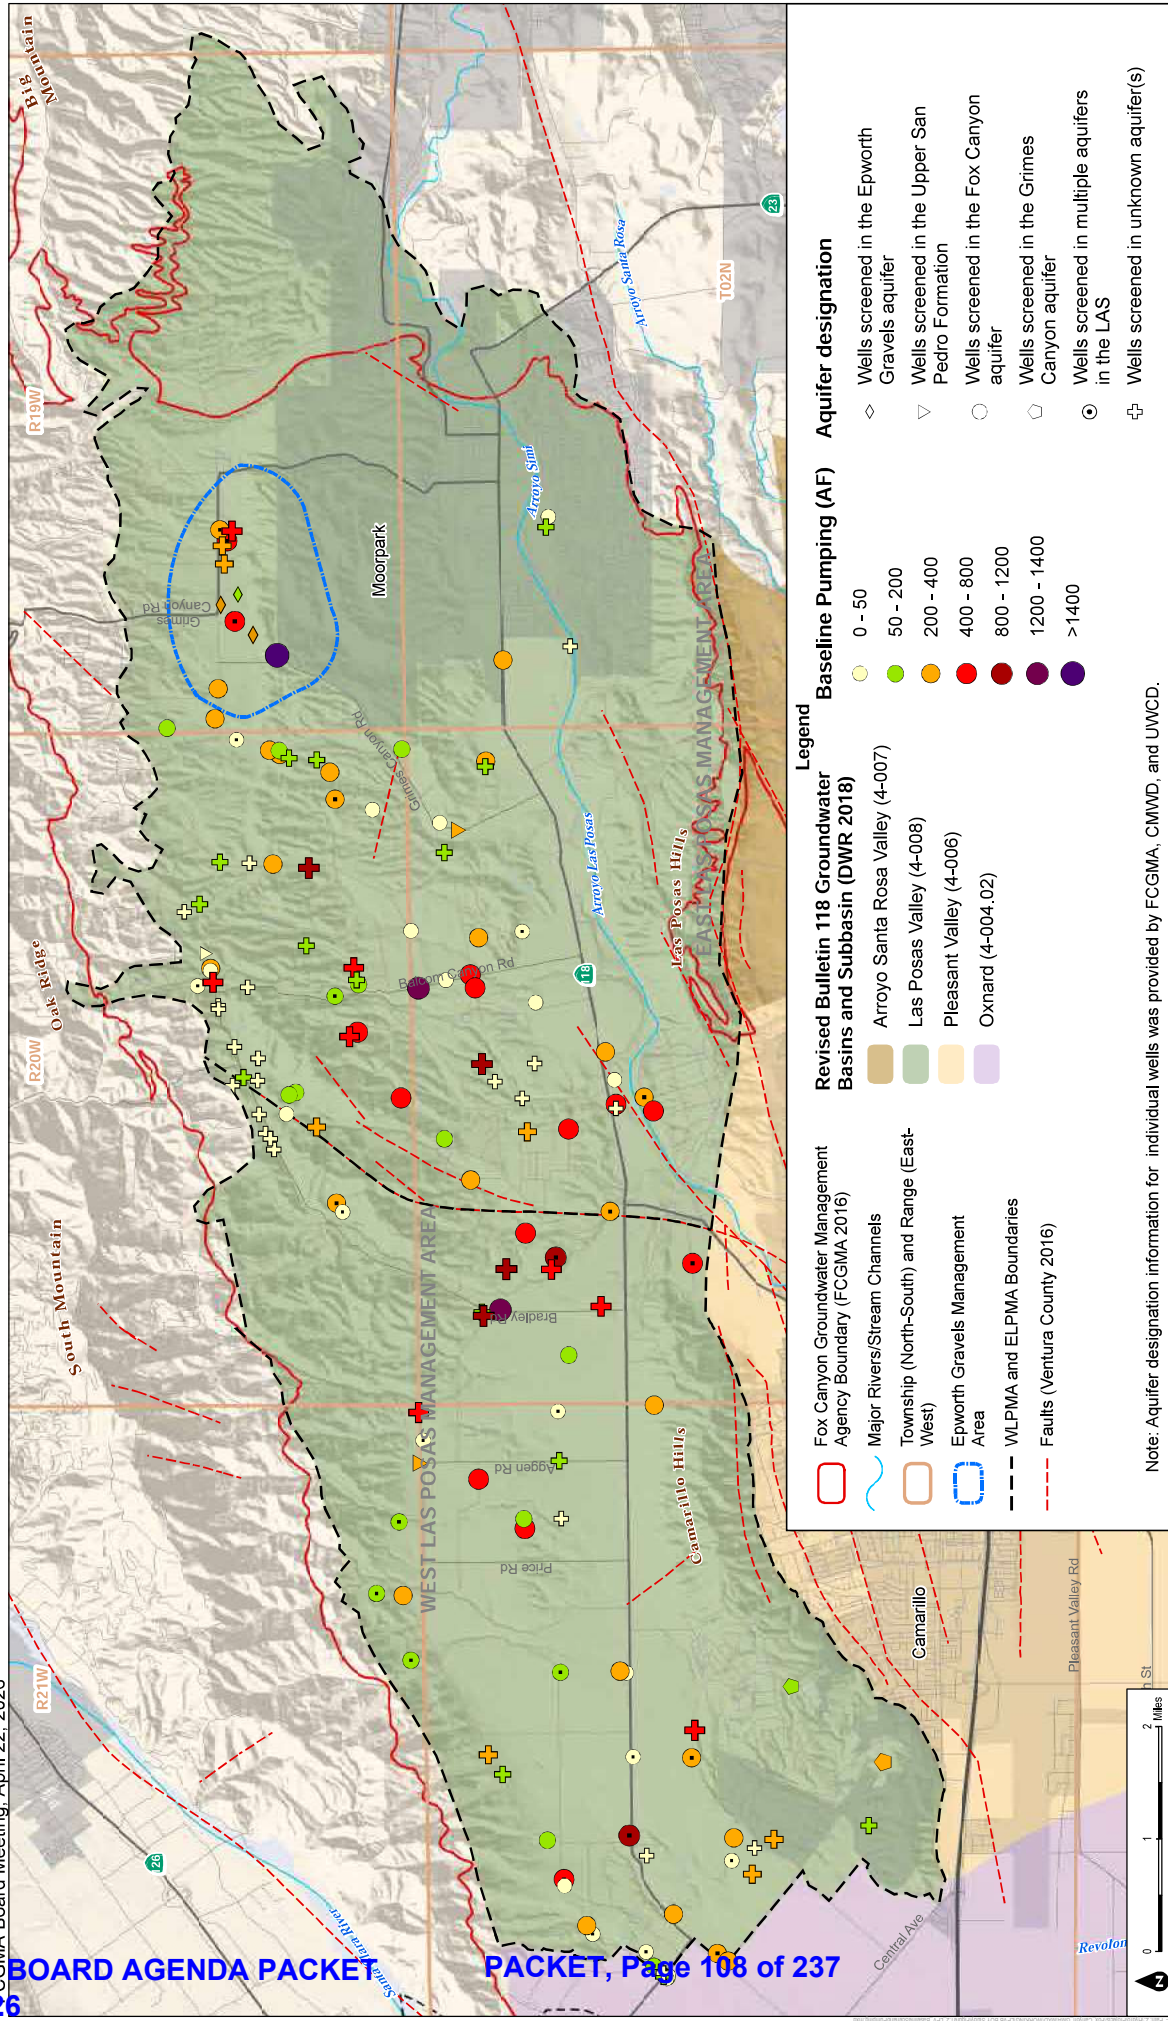 Big
Mountain
R19W
Oak Ridge
R20W
South Mountain
R21W
T02N
126
118
23
Santa Clara River
Arroyo Santa Rosa
Arroyo Simi
Arroyo Las Posas
Moorpark
Grimes
Canyon Rd
Grimes Canyon Rd
Balcom Canyon Rd
Bradley Rd
Aggen Rd
Price Rd
Las Posas Hills
Camarillo Hills
EAST LAS POSAS MANAGEMENT AREA
WEST LAS POSAS MANAGEMENT AREA
Camarillo
Pleasant Valley Rd
Central Ave
Revolon
Legend
Fox Canyon Groundwater Management
Agency Boundary (FCGMA 2016)
Major Rivers/Stream Channels
Township (North-South) and Range (East-
West)
Epworth Gravels Management
Area
WLPMA and ELPMA Boundaries
Faults (Ventura County 2016)
Revised Bulletin 118 Groundwater
Basins and Subbasin (DWR 2018)
Arroyo Santa Rosa Valley (4-007)
Las Posas Valley (4-008)
Pleasant Valley (4-006)
Oxnard (4-004.02)
Baseline Pumping (AF)
0 - 50
50 - 200
200 - 400
400 - 800
800 - 1200
1200 - 1400
>1400
Aquifer designation
Wells screened in the Epworth
Gravels aquifer
Wells screened in the Upper San
Pedro Formation
Wells screened in the Fox Canyon
aquifer
Wells screened in the Grimes
Canyon aquifer
Wells screened in multiple aquifers
in the LAS
Wells screened in unknown aquifer(s)
Note: Aquifer designation information for individual wells was provided by FCGMA, CMWD, and UWCD.
0 1 2
Miles
N
BOARD AGENDA PACKET
PACKET, Page 108 of 237